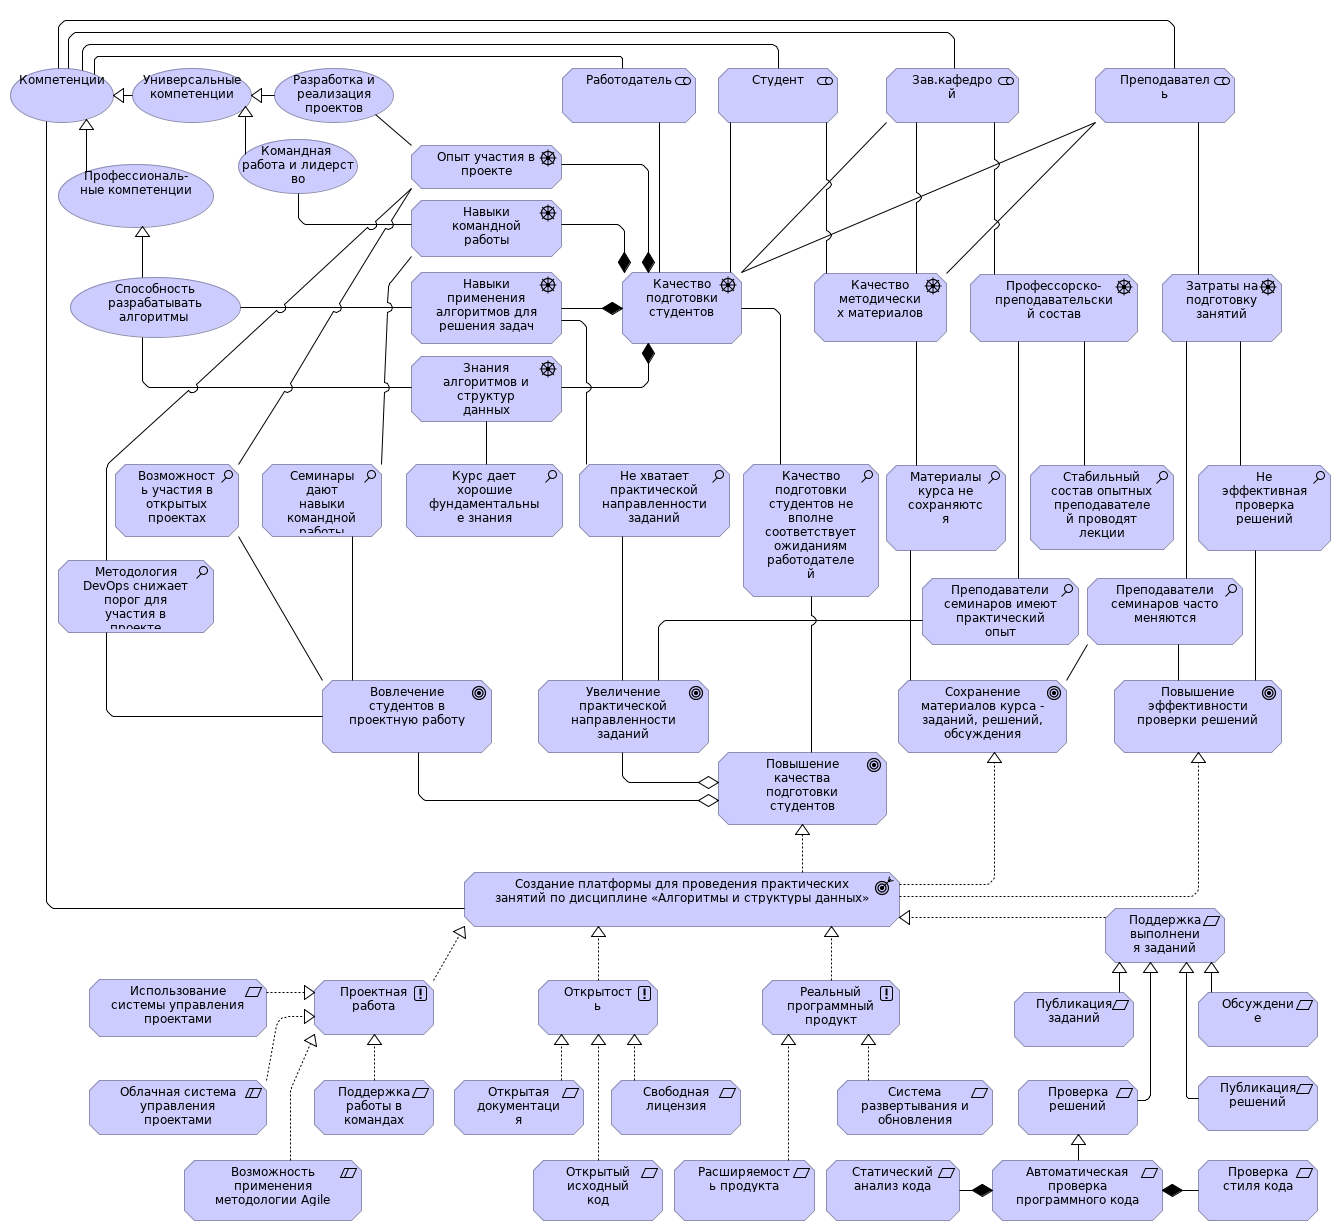 Компетенции
Универсальные
компетенции
Разработка и
реализация
проектов
Работодатель
Студент
Зав.кафедро
й
Преподавател
ь
Командная
работа и лидерст
во
Профессиональ-
ные компетенции
Способность
разрабатывать
алгоритмы
Опыт участия в
проекте
Навыки
командной
работы
Навыки
применения
алгоритмов для
решения задач
Знания
алгоритмов и
структур
данных
Качество
подготовки
студентов
Качество
методически
х материалов
Профессорско-
преподавательски
й состав
Затраты на
подготовку
занятий
Возможност
ь участия в
открытых
проектах
Семинары
дают
навыки
командной
работы
Курс дает
хорошие
фундаментальны
е знания
Не хватает
практической
направленности
заданий
Качество
подготовки
студентов не
вполне
соответствует
ожиданиям
работодателе
й
Материалы
курса не
сохраняютс
я
Стабильный
состав опытных
преподавателе
й проводят
лекции
Не
эффективная
проверка
решений
Методология
DevOps снижает
порог для
участия в
проекте
Преподаватели
семинаров имеют
практический
опыт
Преподаватели
семинаров часто
меняются
Вовлечение
студентов в
проектную работу
Увеличение
практической
направленности
заданий
Сохранение
материалов курса -
заданий, решений,
обсуждения
Повышение
эффективности
проверки решений
Повышение
качества
подготовки
студентов
Создание платформы для проведения практических
занятий по дисциплине «Алгоритмы и структуры данных»
Поддержка
выполнени
я заданий
Использование
системы управления
проектами
Проектная
работа
Открытост
ь
Реальный
программный
продукт
Публикация
заданий
Обсуждени
е
Облачная система
управления
проектами
Поддержка
работы в
командах
Открытая
документаци
я
Свободная
лицензия
Система
развертывания и
обновления
Проверка
решений
Публикация
решений
Возможность
применения
методологии Agile
Открытый
исходный
код
Расширяемост
ь продукта
Статический
анализ кода
Автоматическая
проверка
программного кода
Проверка
стиля кода